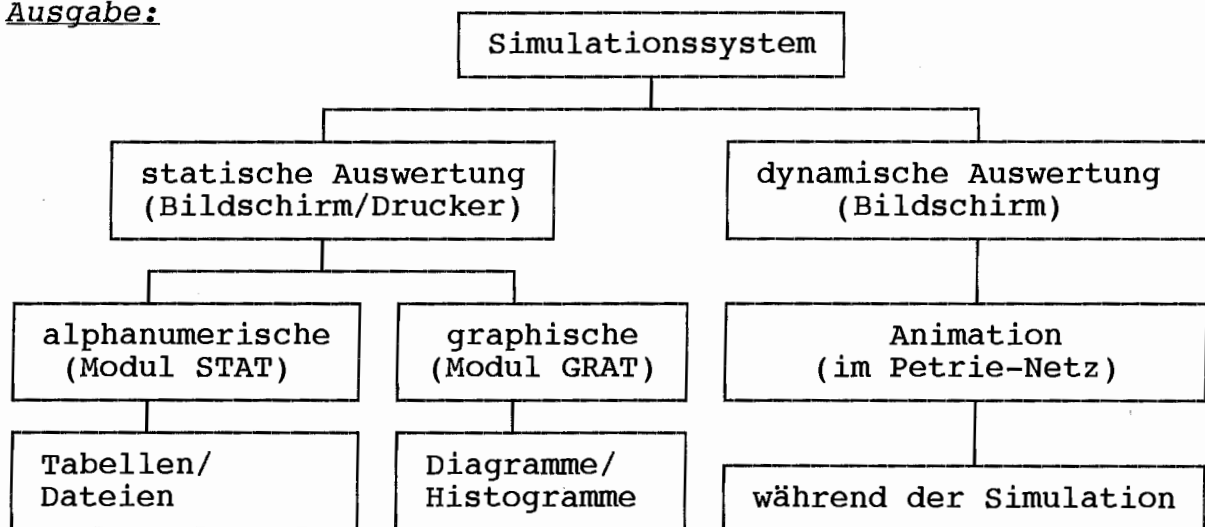 Ausgabe:
Simulationssystem
statische Auswertung
(Bildschirm/Drucker)
dynamische Auswertung
(Bildschirm)
alphanumerische
(Modul STAT)
graphische
(Modul GRAT)
Animation
(im Petrie-Netz)
Tabellen/
Dateien
Diagramme/
Histogramme
während der Simulation